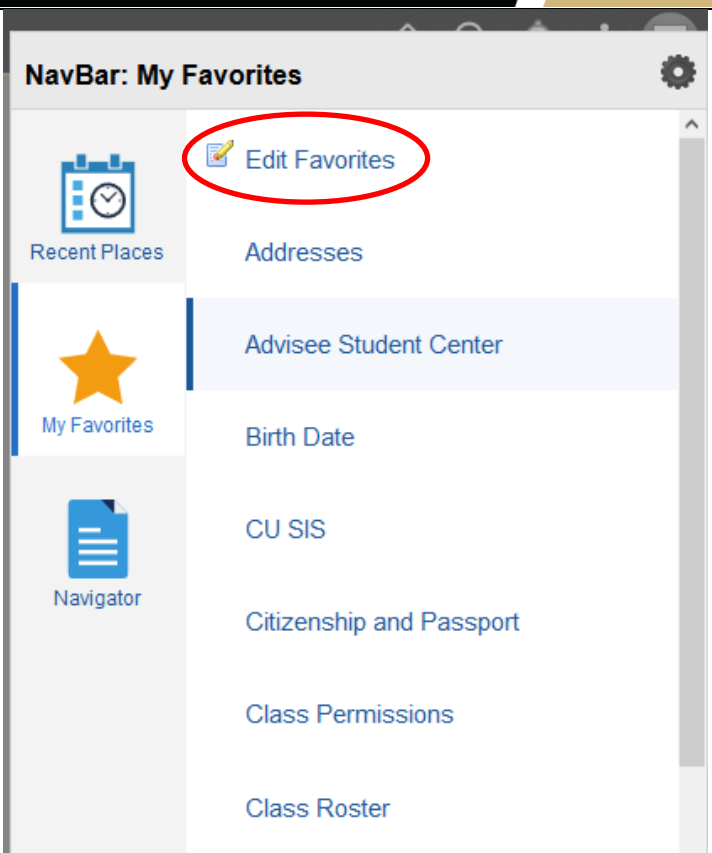 NavBar: My Favorites
Recent Places
My Favorites
Navigator
Edit Favorites
Addresses
Advisee Student Center
Birth Date
CU SIS
Citizenship and Passport
Class Permissions
Class Roster